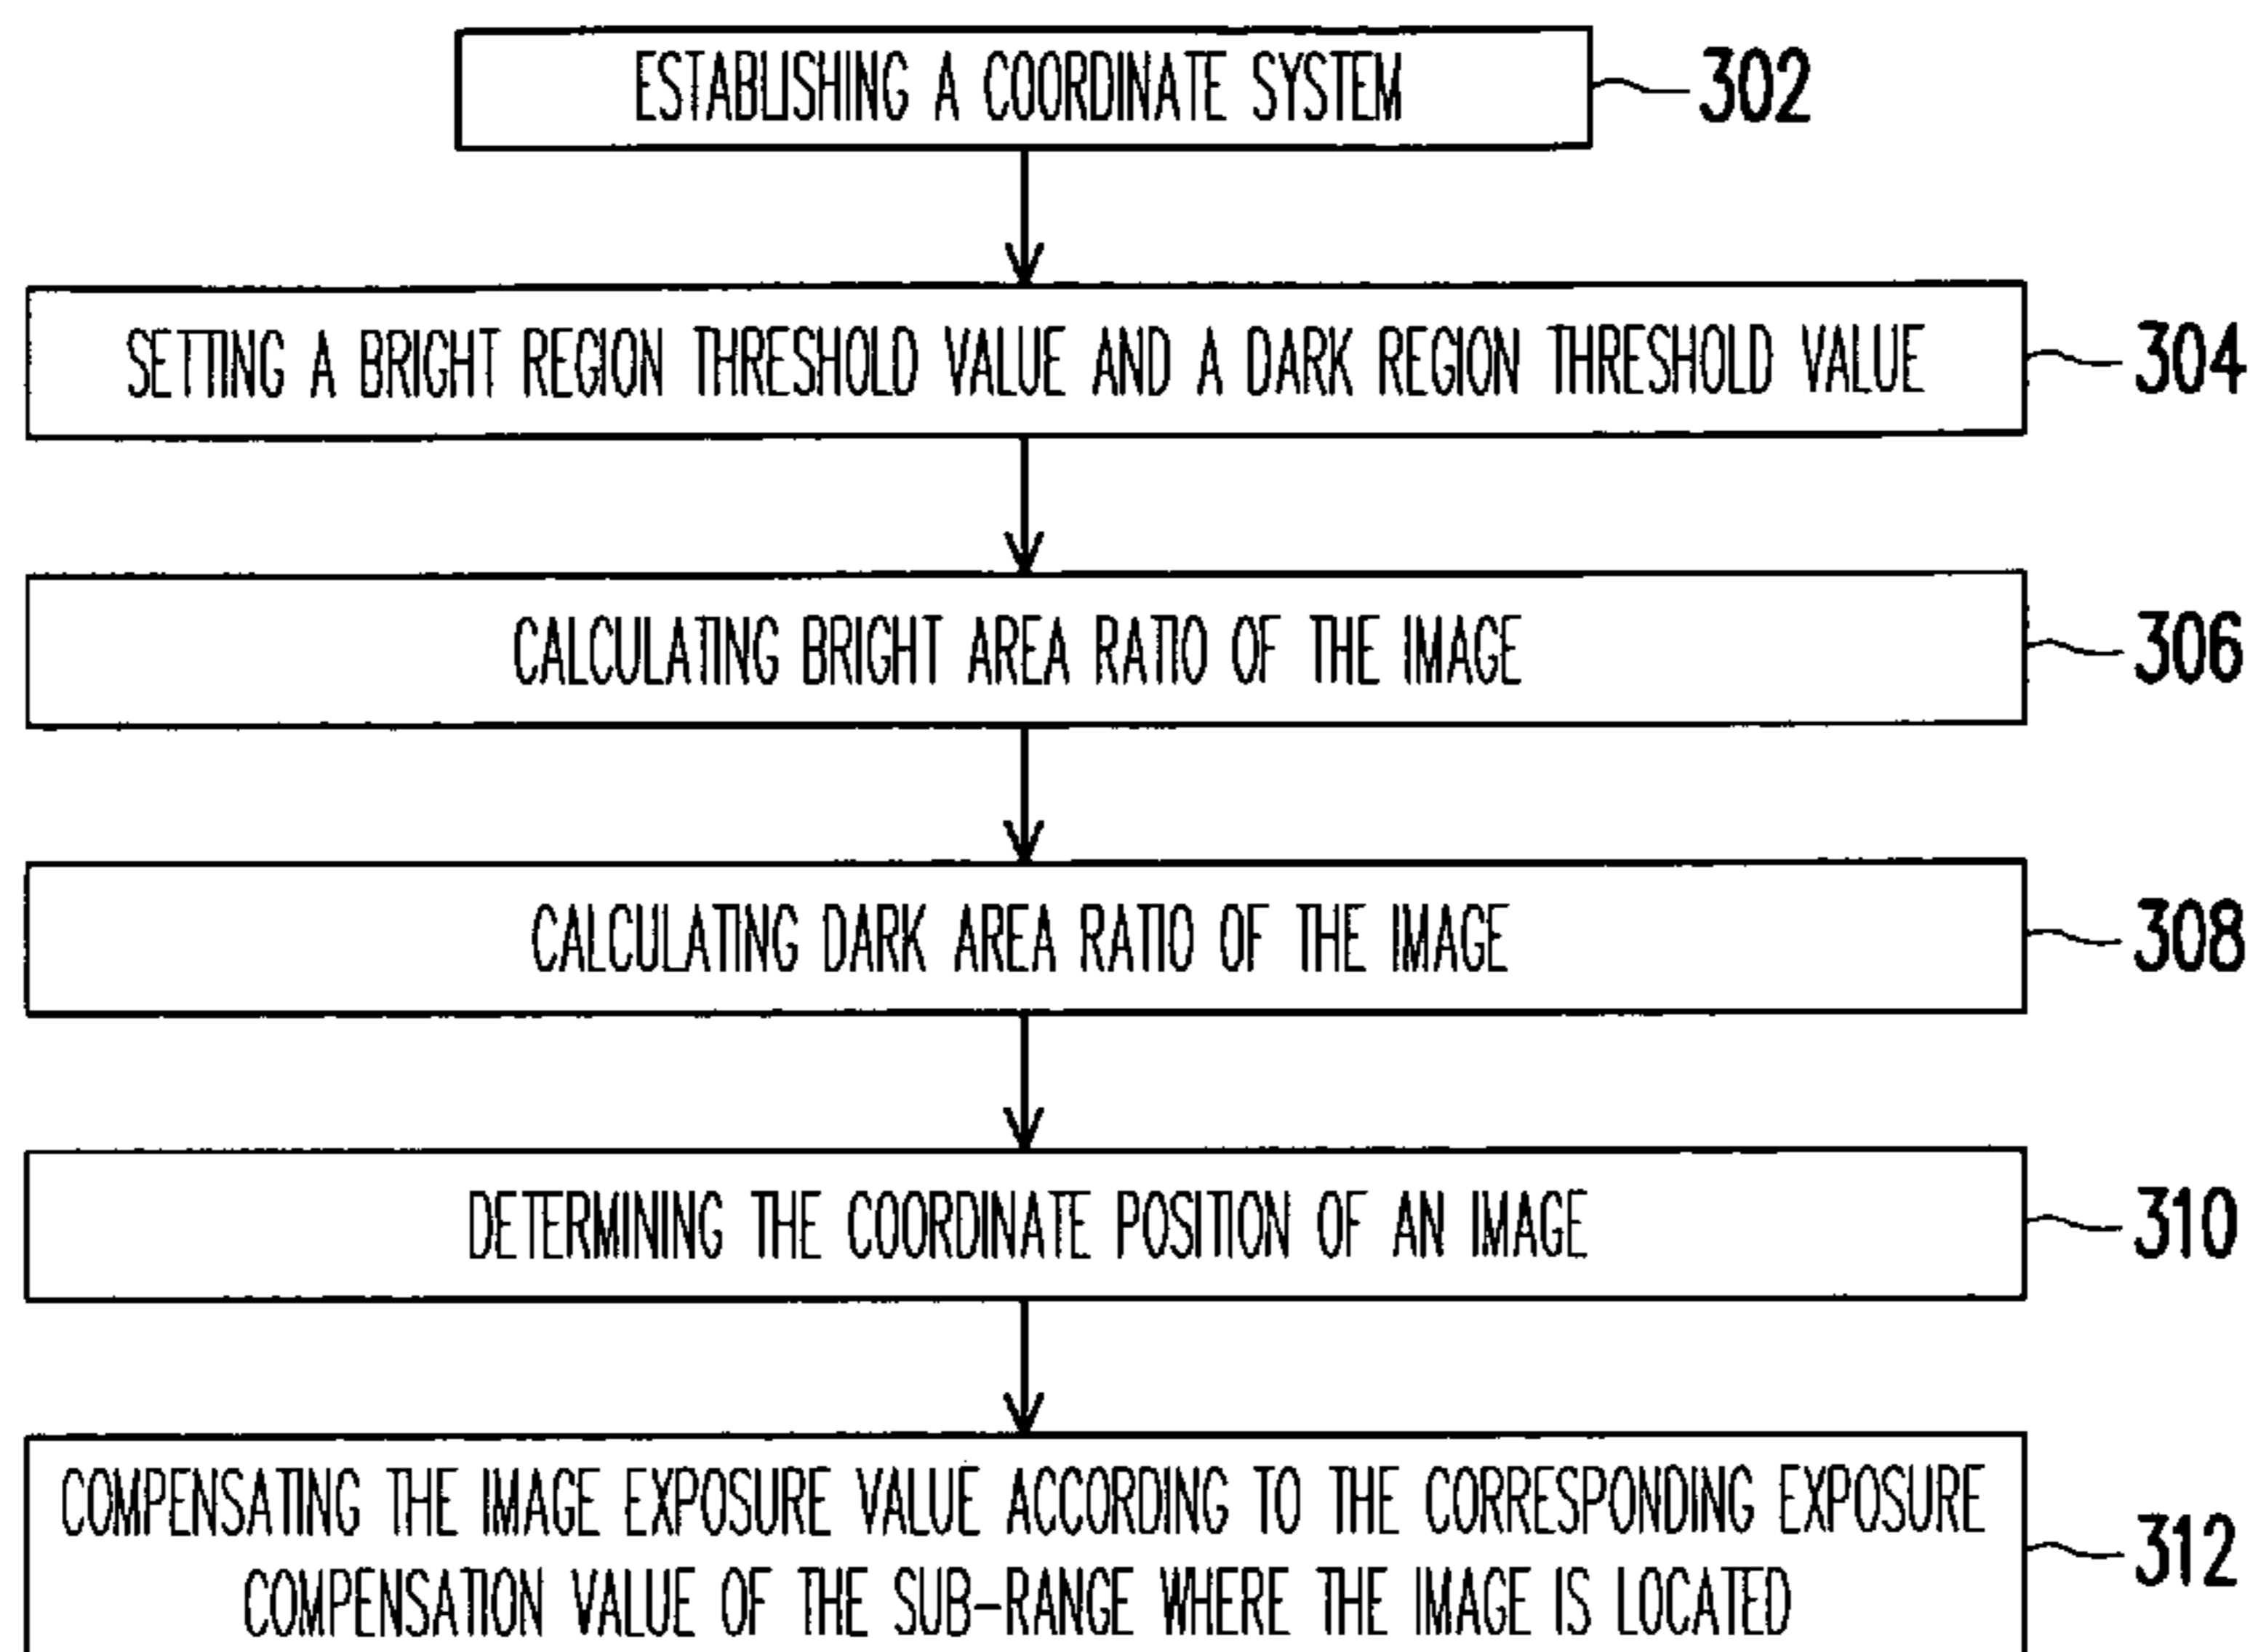 ESTABLISHING A COORDINATE SYSTEM
302
SETTING A BRIGHT REGION THRESHOLD VALUE AND A DARK REGION THRESHOLD VALUE
304
CALCULATING BRIGHT AREA RATIO OF THE IMAGE
306
CALCULATING DARK AREA RATIO OF THE IMAGE
308
DETERMINING THE COORDINATE POSITION OF AN IMAGE
310
COMPENSATING THE IMAGE EXPOSURE VALUE ACCORDING TO THE CORRESPONDING EXPOSURE
COMPENSATION VALUE OF THE SUB-RANGE WHERE THE IMAGE IS LOCATED
312